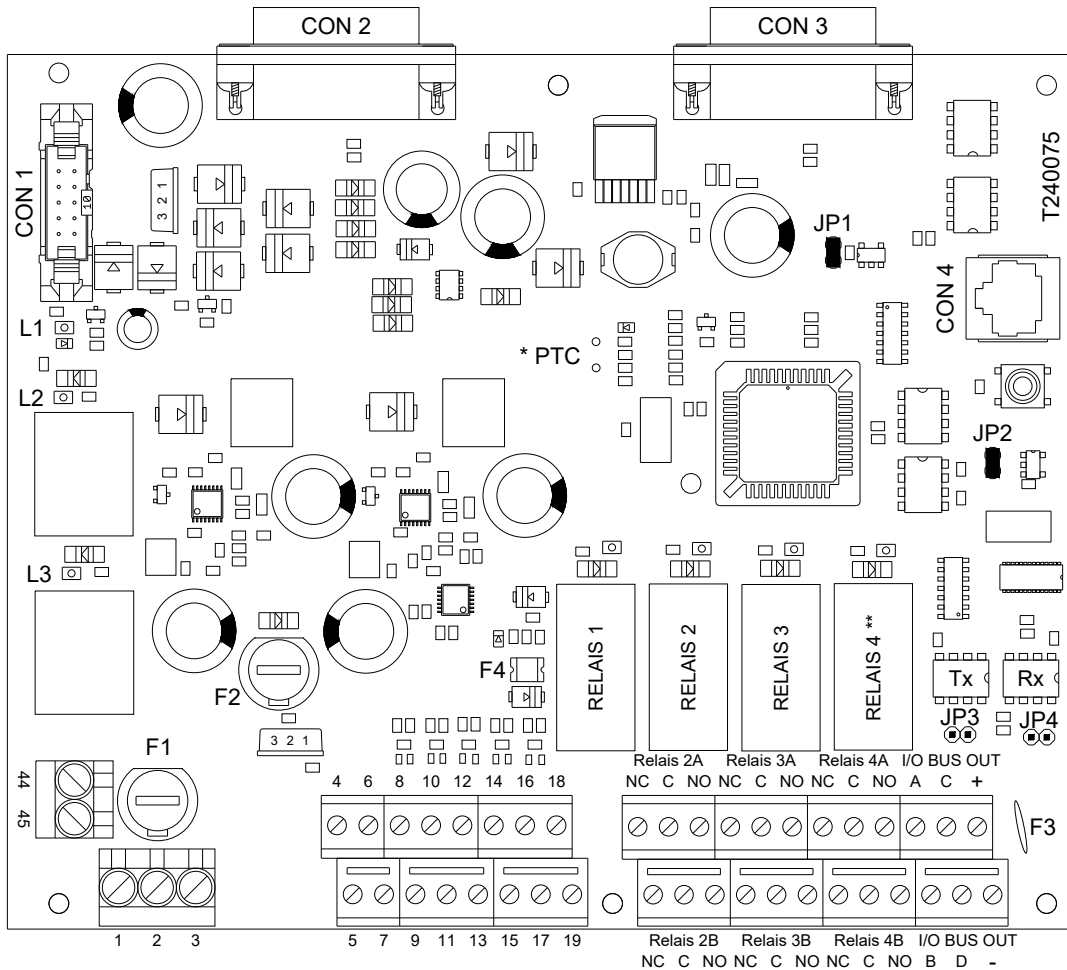 CON 2
CON 3
CON 1
10
3 2 1
T240075
JP1
CON 4
L1
* PTC
L2
JP2
L3
RELAIS 1
RELAIS 2
RELAIS 3
RELAIS 4 **
F4
Tx
Rx
F2
JP3
JP4
3 2 1
F1
44
45
4 6 8 10 12 14 16 18
Relais 2A Relais 3A Relais 4A I/O BUS OUT
NC C NO NC C NO NC C NO A C +
F3
1 2 3
5 7 9 11 13 15 17 19
Relais 2B Relais 3B Relais 4B I/O BUS OUT
NC C NO NC C NO NC C NO B D -